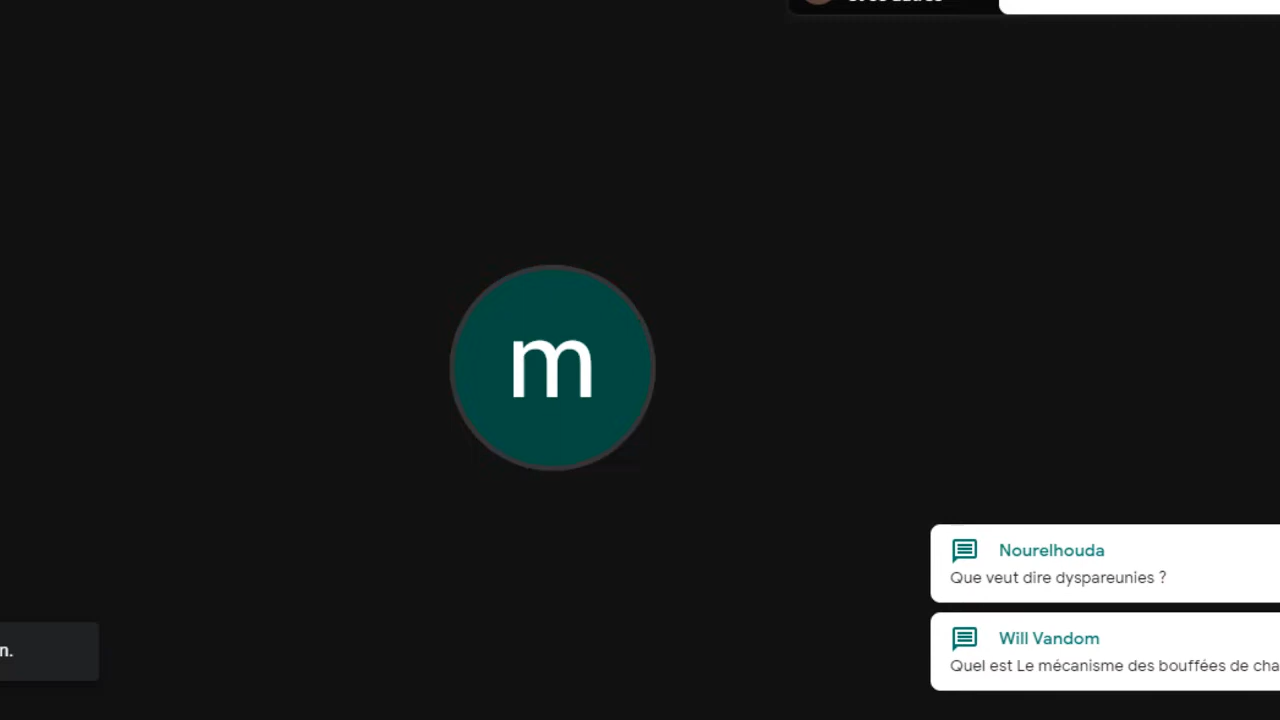 m
Nourelhouda
Que veut dire dyspareunies ?
n.
Will Vandom
Quel est Le mécanisme des bouffées de cha